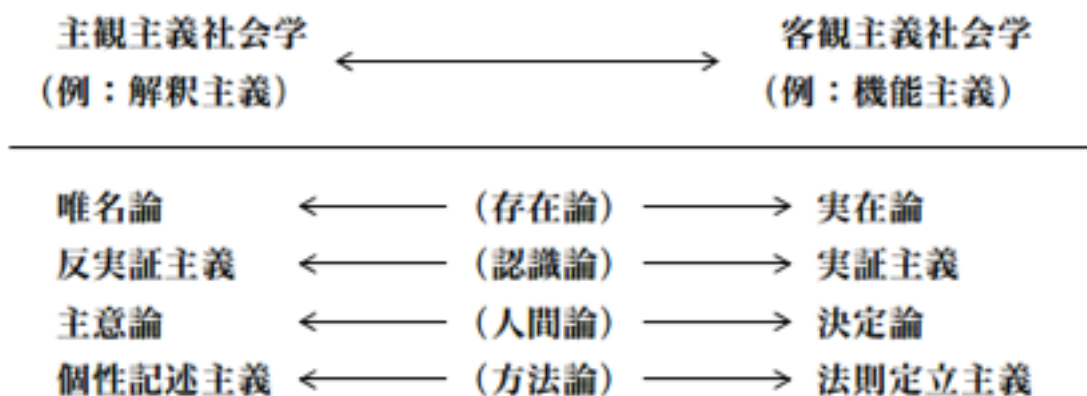 主観主義社会学 ←→ 客観主義社会学
（例：解釈主義） （例：機能主義）
唯名論 ← （存在論） → 実在論
反実証主義 ← （認識論） → 実証主義
主意論 ← （人間論） → 決定論
個性記述主義 ← （方法論） → 法則定立主義